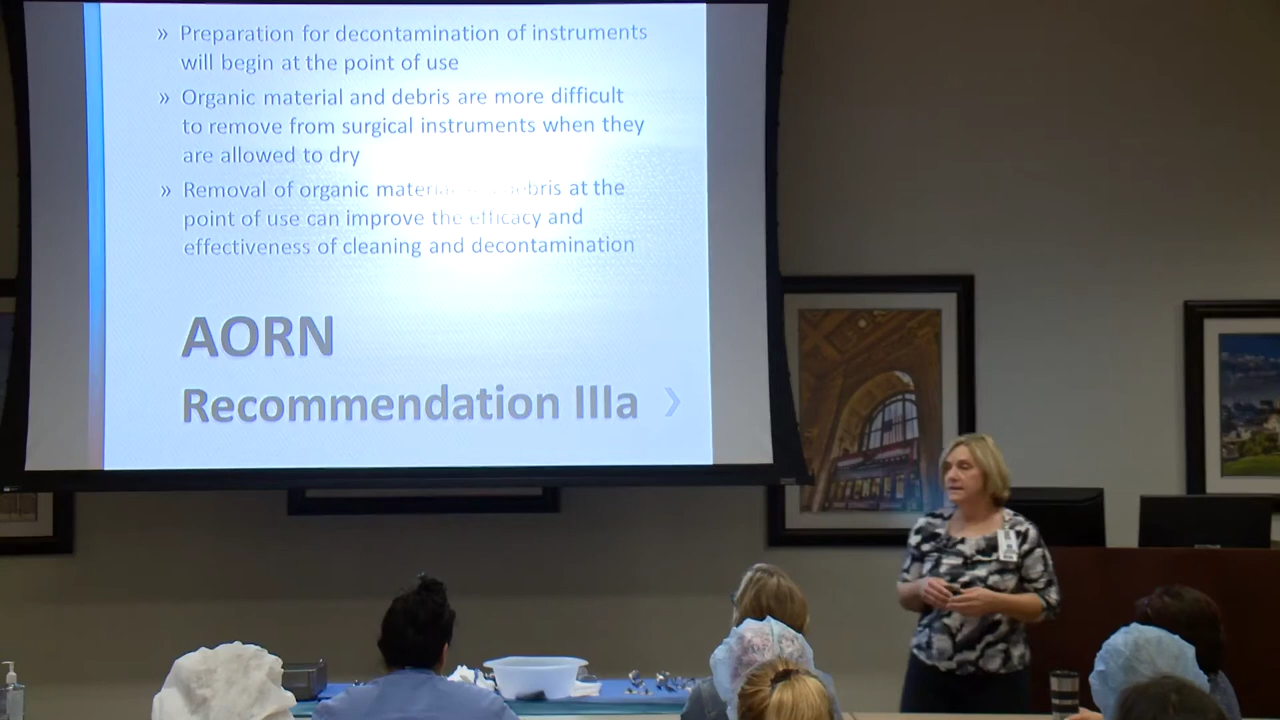 » Preparation for decontamination of instruments
will begin at the point of use
» Organic material and debris are more difficult
to remove from surgical instruments when they
are allowed to dry
» Removal of organic debris at the
point of use can improve the efficacy and
effectiveness of cleaning and decontamination
AORN
Recommendation IIIa